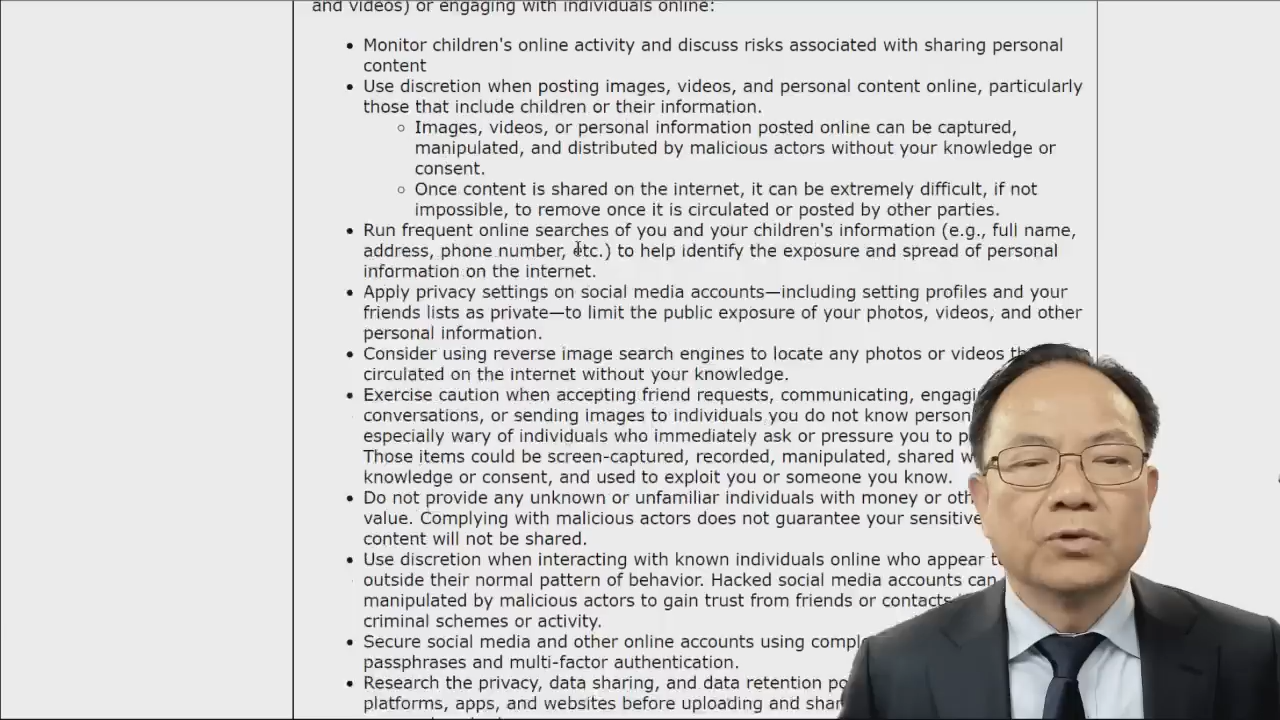 and videos) or engaging with individuals online:
• Monitor children's online activity and discuss risks associated with sharing personal
content
• Use discretion when posting images, videos, and personal content online, particularly
those that include children or their information.
◦ Images, videos, or personal information posted online can be captured,
manipulated, and distributed by malicious actors without your knowledge or
consent.
◦ Once content is shared on the internet, it can be extremely difficult, if not
impossible, to remove once it is circulated or posted by other parties.
• Run frequent online searches of you and your children's information (e.g., full name,
address, phone number, etc.) to help identify the exposure and spread of personal
information on the internet.
• Apply privacy settings on social media accounts—including setting profiles and your
friends lists as private—to limit the public exposure of your photos, videos, and other
personal information.
• Consider using reverse image search engines to locate any photos or videos
circulated on the internet without your knowledge.
• Exercise caution when accepting friend requests, communicating,
conversations, or sending images to individuals you do not know
especially wary of individuals who immediately ask or pressure you to
Those items could be screen-captured, recorded, manipulated, shared
knowledge or consent, and used to exploit you or someone you know.
• Do not provide any unknown or unfamiliar individuals with money or
value. Complying with malicious actors does not guarantee your sensitive
content will not be shared.
• Use discretion when interacting with known individuals online who appear
outside their normal pattern of behavior. Hacked social media accounts can
manipulated by malicious actors to gain trust from friends or contacts
criminal schemes or activity.
• Secure social media and other online accounts using
passphrases and multi-factor authentication.
• Research the privacy, data sharing, and data retention
platforms, apps, and websites before uploading and